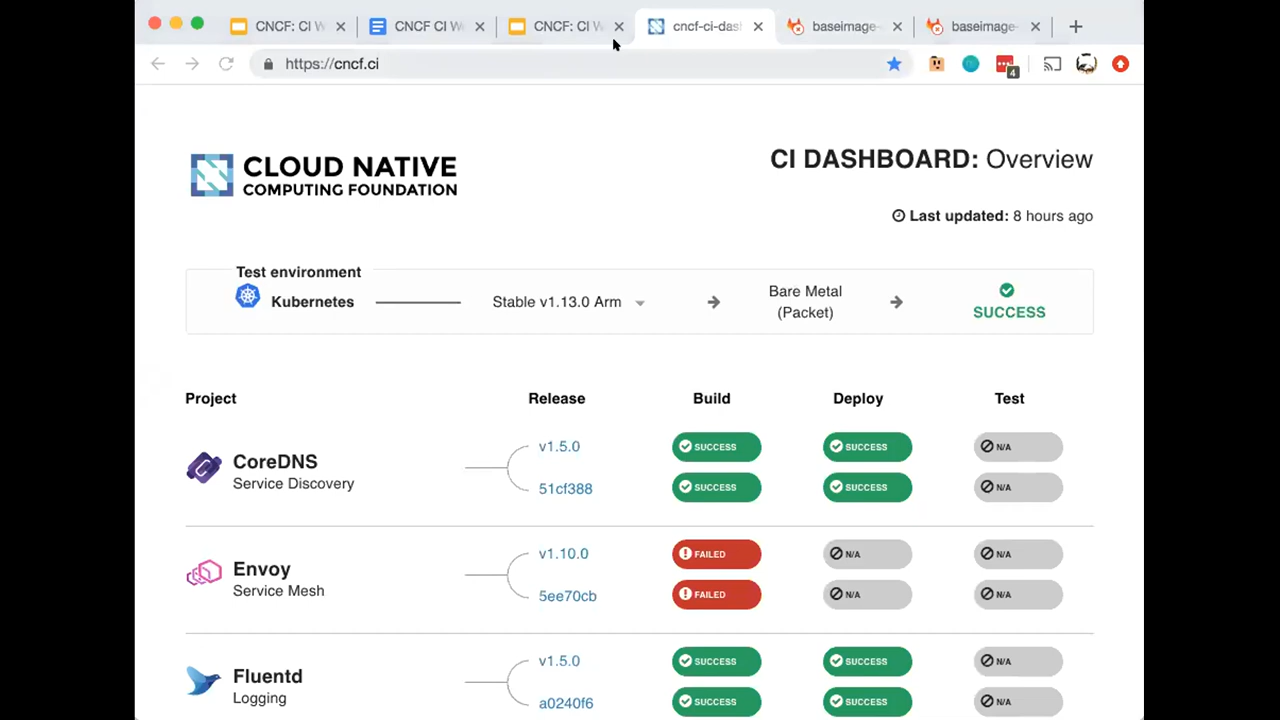 CNCF: CI W
CNCF CI We
CNCF: CI W
cncf-ci-das
baseimage-
baseimage-
https://cncf.ci
4
CLOUD NATIVE
COMPUTING FOUNDATION
CI DASHBOARD: Overview
Last updated: 8 hours ago
Test environment
Kubernetes
Stable v1.13.0 Arm
Bare Metal
(Packet)
SUCCESS
Project Release Build Deploy Test
CoreDNS
Service Discovery
v1.5.0 SUCCESS SUCCESS N/A
51cf388 SUCCESS SUCCESS N/A
Envoy
Service Mesh
v1.10.0 FAILED N/A N/A
5ee70cb FAILED N/A N/A
Fluentd
Logging
v1.5.0 SUCCESS SUCCESS N/A
a0240f6 SUCCESS SUCCESS N/A